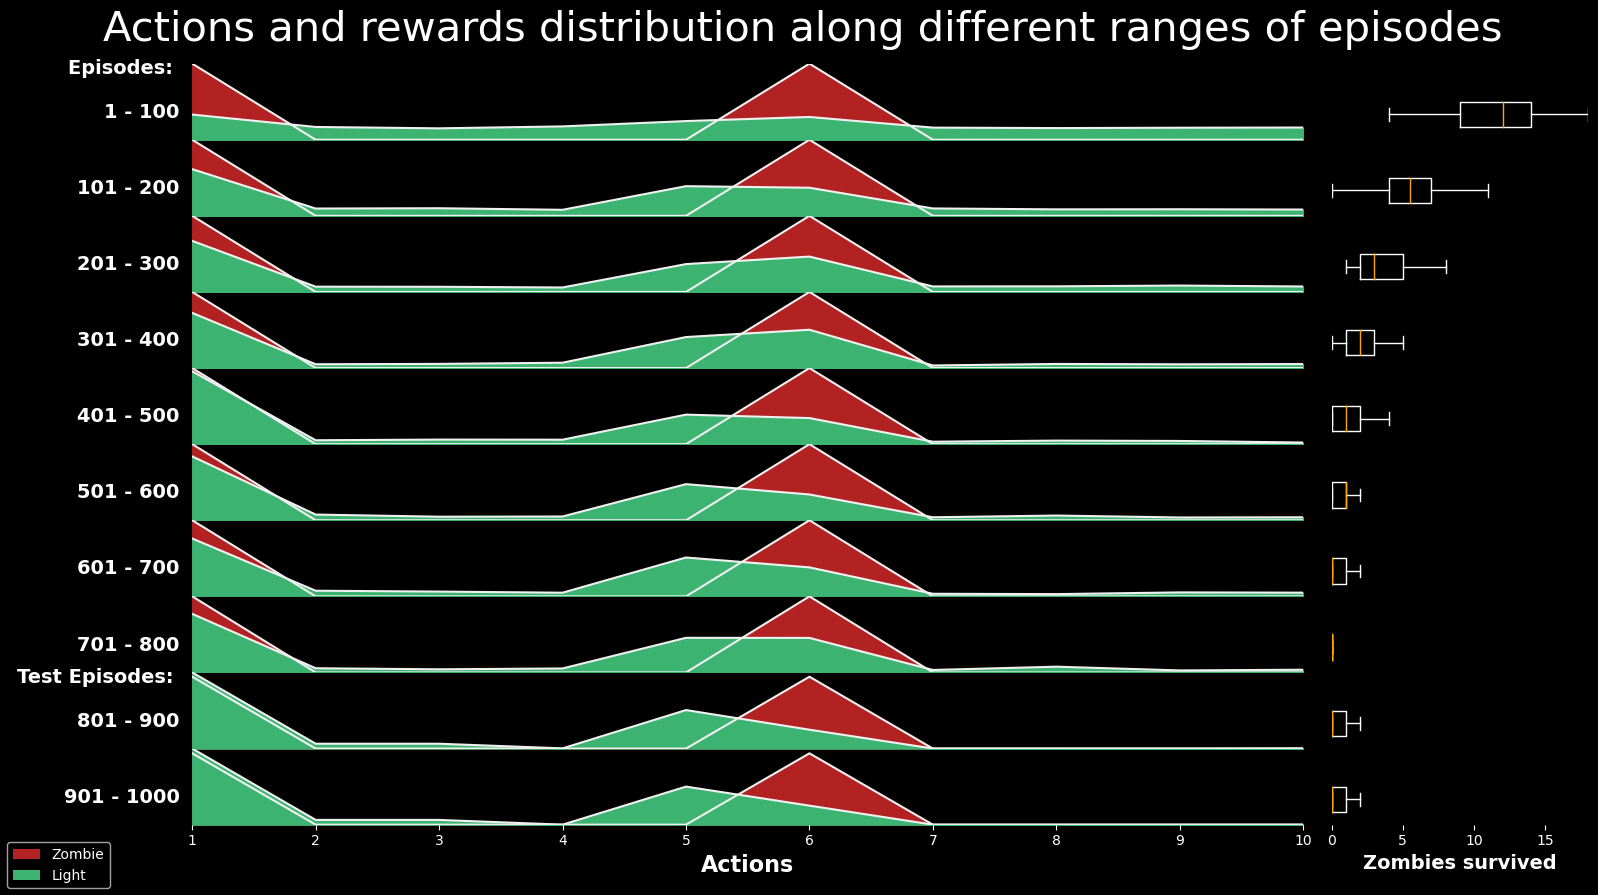 Actions and rewards distribution along different ranges of episodes
Episodes:
1 - 100
101 - 200
201 - 300
301 - 400
401 - 500
501 - 600
601 - 700
701 - 800
Test Episodes:
801 - 900
901 - 1000
1 2 3 4 5 6 7 8 9 10
0 5 10 15
Actions
Zombies survived
Zombie
Light